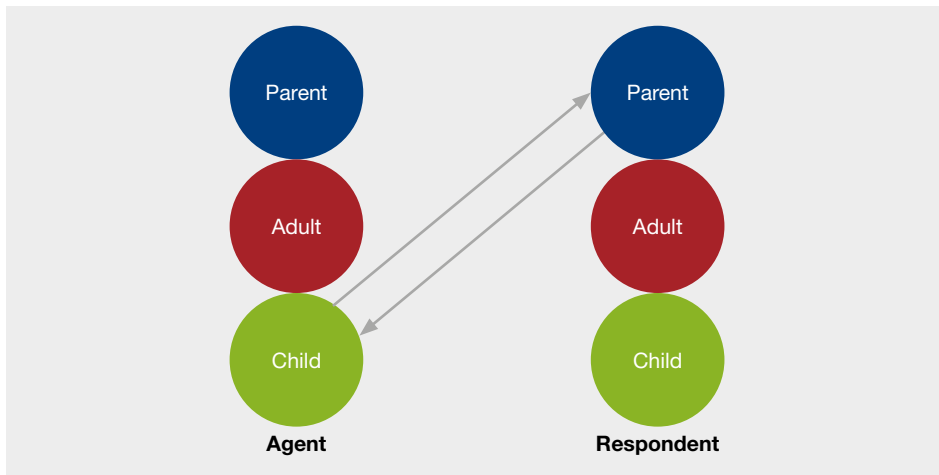 Parent
Parent
Adult
Adult
Child
Child
Agent
Respondent